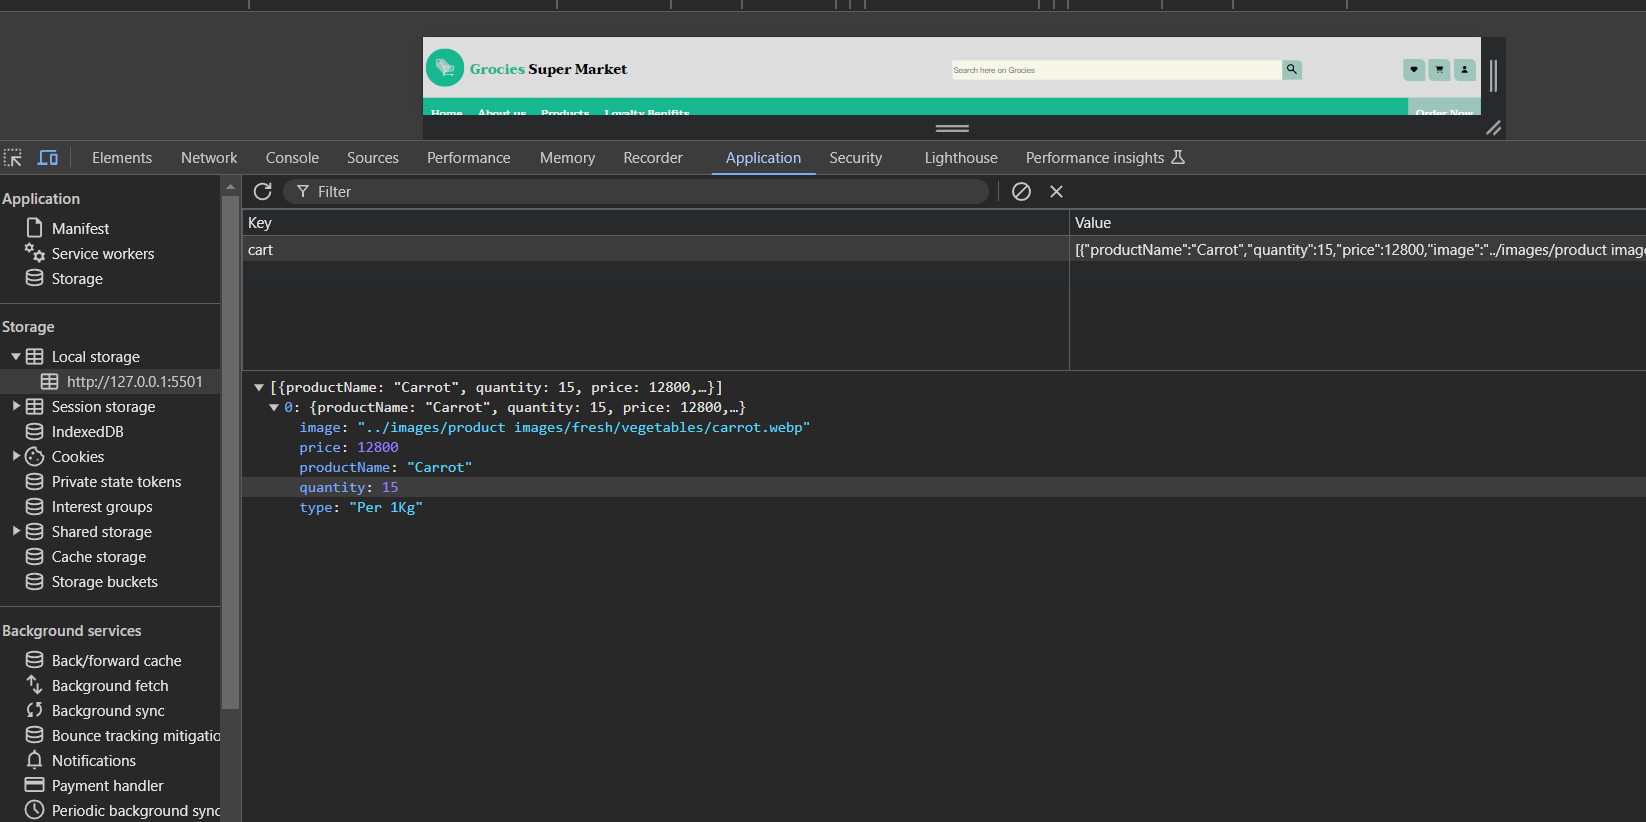 Grocies Super Market
Search here on Grocies
Home About us Products Loyalty Benifits Order Now
Elements Network Console Sources Performance Memory Recorder Application Security Lighthouse Performance insights
Application
Manifest
Service workers
Storage
Storage
Local storage
http://127.0.0.1:5501
Session storage
IndexedDB
Cookies
Private state tokens
Interest groups
Shared storage
Cache storage
Storage buckets
Background services
Back/forward cache
Background fetch
Background sync
Bounce tracking mitigatio
Notifications
Payment handler
Periodic background sync
Filter
Key Value
cart [{"productName":"Carrot","quantity":15,"price":12800,"image":"../images/product image
[{productName: "Carrot", quantity: 15, price: 12800,…}]
0: {productName: "Carrot", quantity: 15, price: 12800,…}
image: "../images/product images/fresh/vegetables/carrot.webp"
price: 12800
productName: "Carrot"
quantity: 15
type: "Per 1Kg"